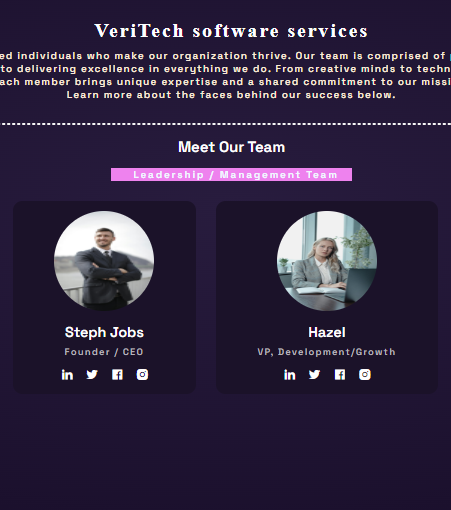 VeriTech software services
ed individuals who make our organization thrive. Our team is comprised of
to delivering excellence in everything we do. From creative minds to techn
ach member brings unique expertise and a shared commitment to our missi
Learn more about the faces behind our success below.
Meet Our Team
Leadership / Management Team
Steph Jobs
Founder / CEO
in
Hazel
VP, Development/Growth
in